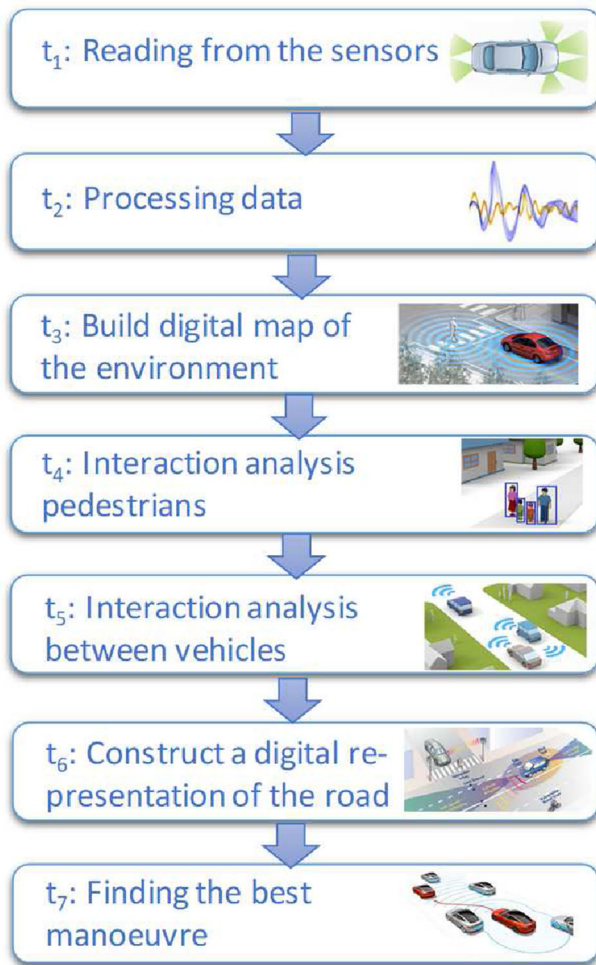 t₁: Reading from the sensors
t₂: Processing data
t₃: Build digital map of
the environment
t₄: Interaction analysis
pedestrians
t₅: Interaction analysis
between vehicles
t₆: Construct a digital re-
presentation of the road
t₇: Finding the best
manoeuvre